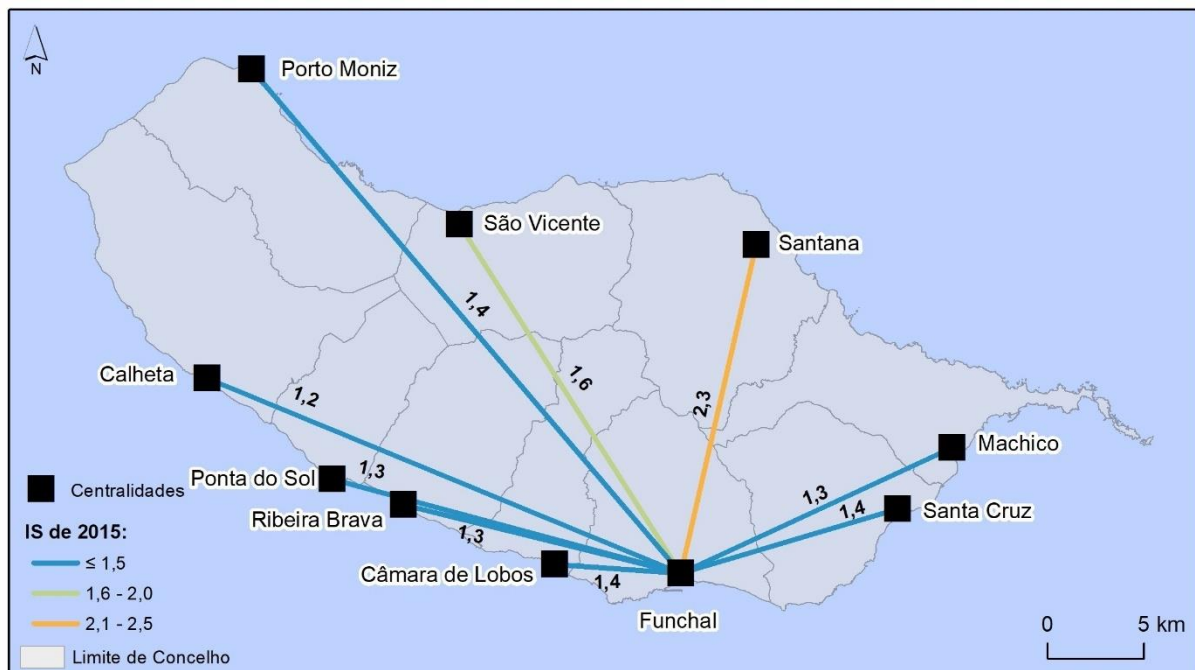 N
Porto Moniz
São Vicente
Santana
1,4
1,6
2,3
Calheta
1,2
Machico
1,3
Ponta do Sol
1,3
1,4
Santa Cruz
Ribeira Brava
1,3
Câmara de Lobos
1,4
Funchal
Centralidades
IS de 2015:
≤ 1,5
1,6 - 2,0
2,1 - 2,5
Limite de Concelho
0 5 km